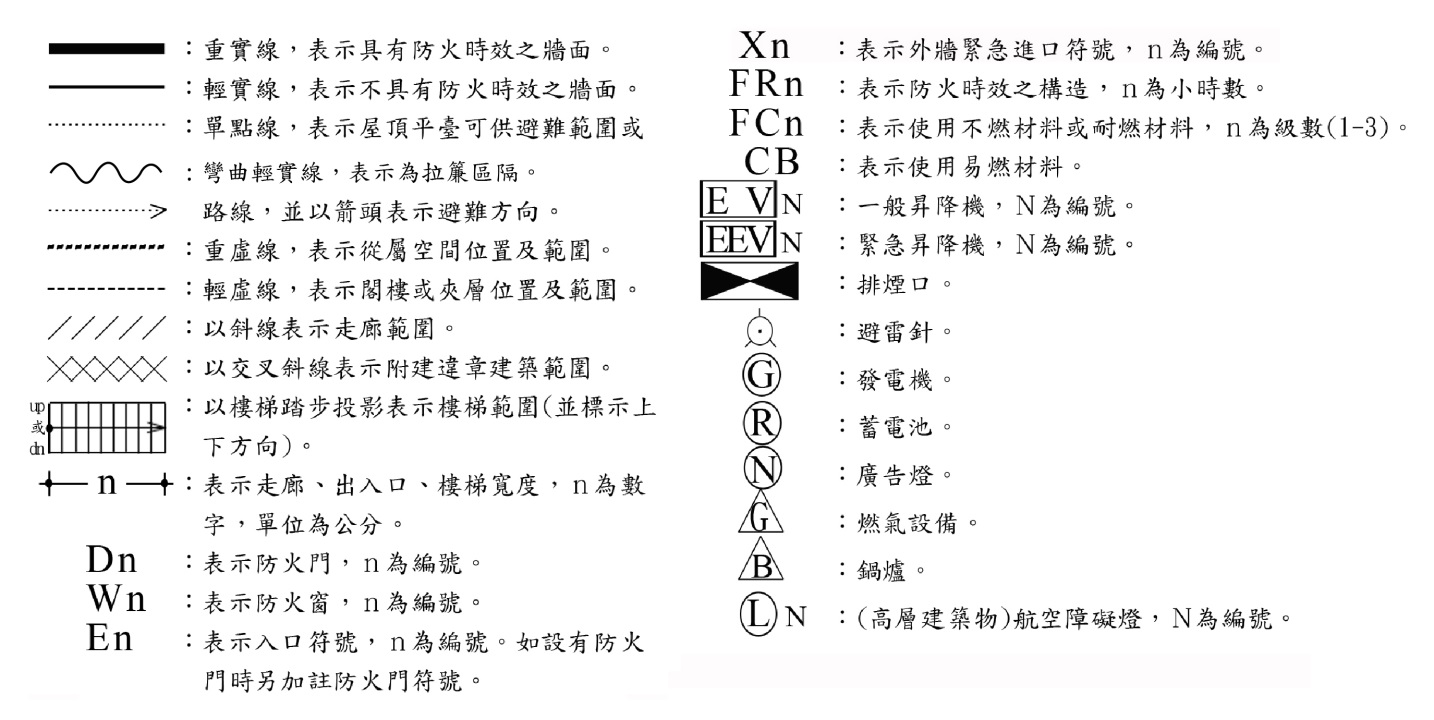 ：重實線，表示具有防火時效之牆面。
：輕實線，表示不具有防火時效之牆面。
：單點線，表示屋頂平臺可供避難範圍或
：彎曲輕實線，表示為拉簾區隔。
路線，並以箭頭表示避難方向。
：重虛線，表示從屬空間位置及範圍。
：輕虛線，表示閣樓或夾層位置及範圍。
：以斜線表示走廊範圍。
：以交叉斜線表示附建違章建築範圍。
up
或
dn
：以樓梯踏步投影表示樓梯範圍(並標示上
下方向)。
n ：表示走廊、出入口、樓梯寬度，n為數
字，單位為公分。
Dn ：表示防火門，n為編號。
Wn ：表示防火窗，n為編號。
En ：表示入口符號，n為編號。如設有防火
門時另加註防火門符號。
Xn ：表示外牆緊急進口符號，n為編號。
FRn ：表示防火時效之構造，n為小時數。
FCn ：表示使用不燃材料或耐燃材料，n為級數(1-3)。
CB ：表示使用易燃材料。
E V N ：一般昇降機，N為編號。
EEV N ：緊急昇降機，N為編號。
：排煙口。
：避雷針。
G ：發電機。
R ：蓄電池。
N ：廣告燈。
G ：燃氣設備。
B ：鍋爐。
L N ：(高層建築物)航空障礙燈，N為編號。